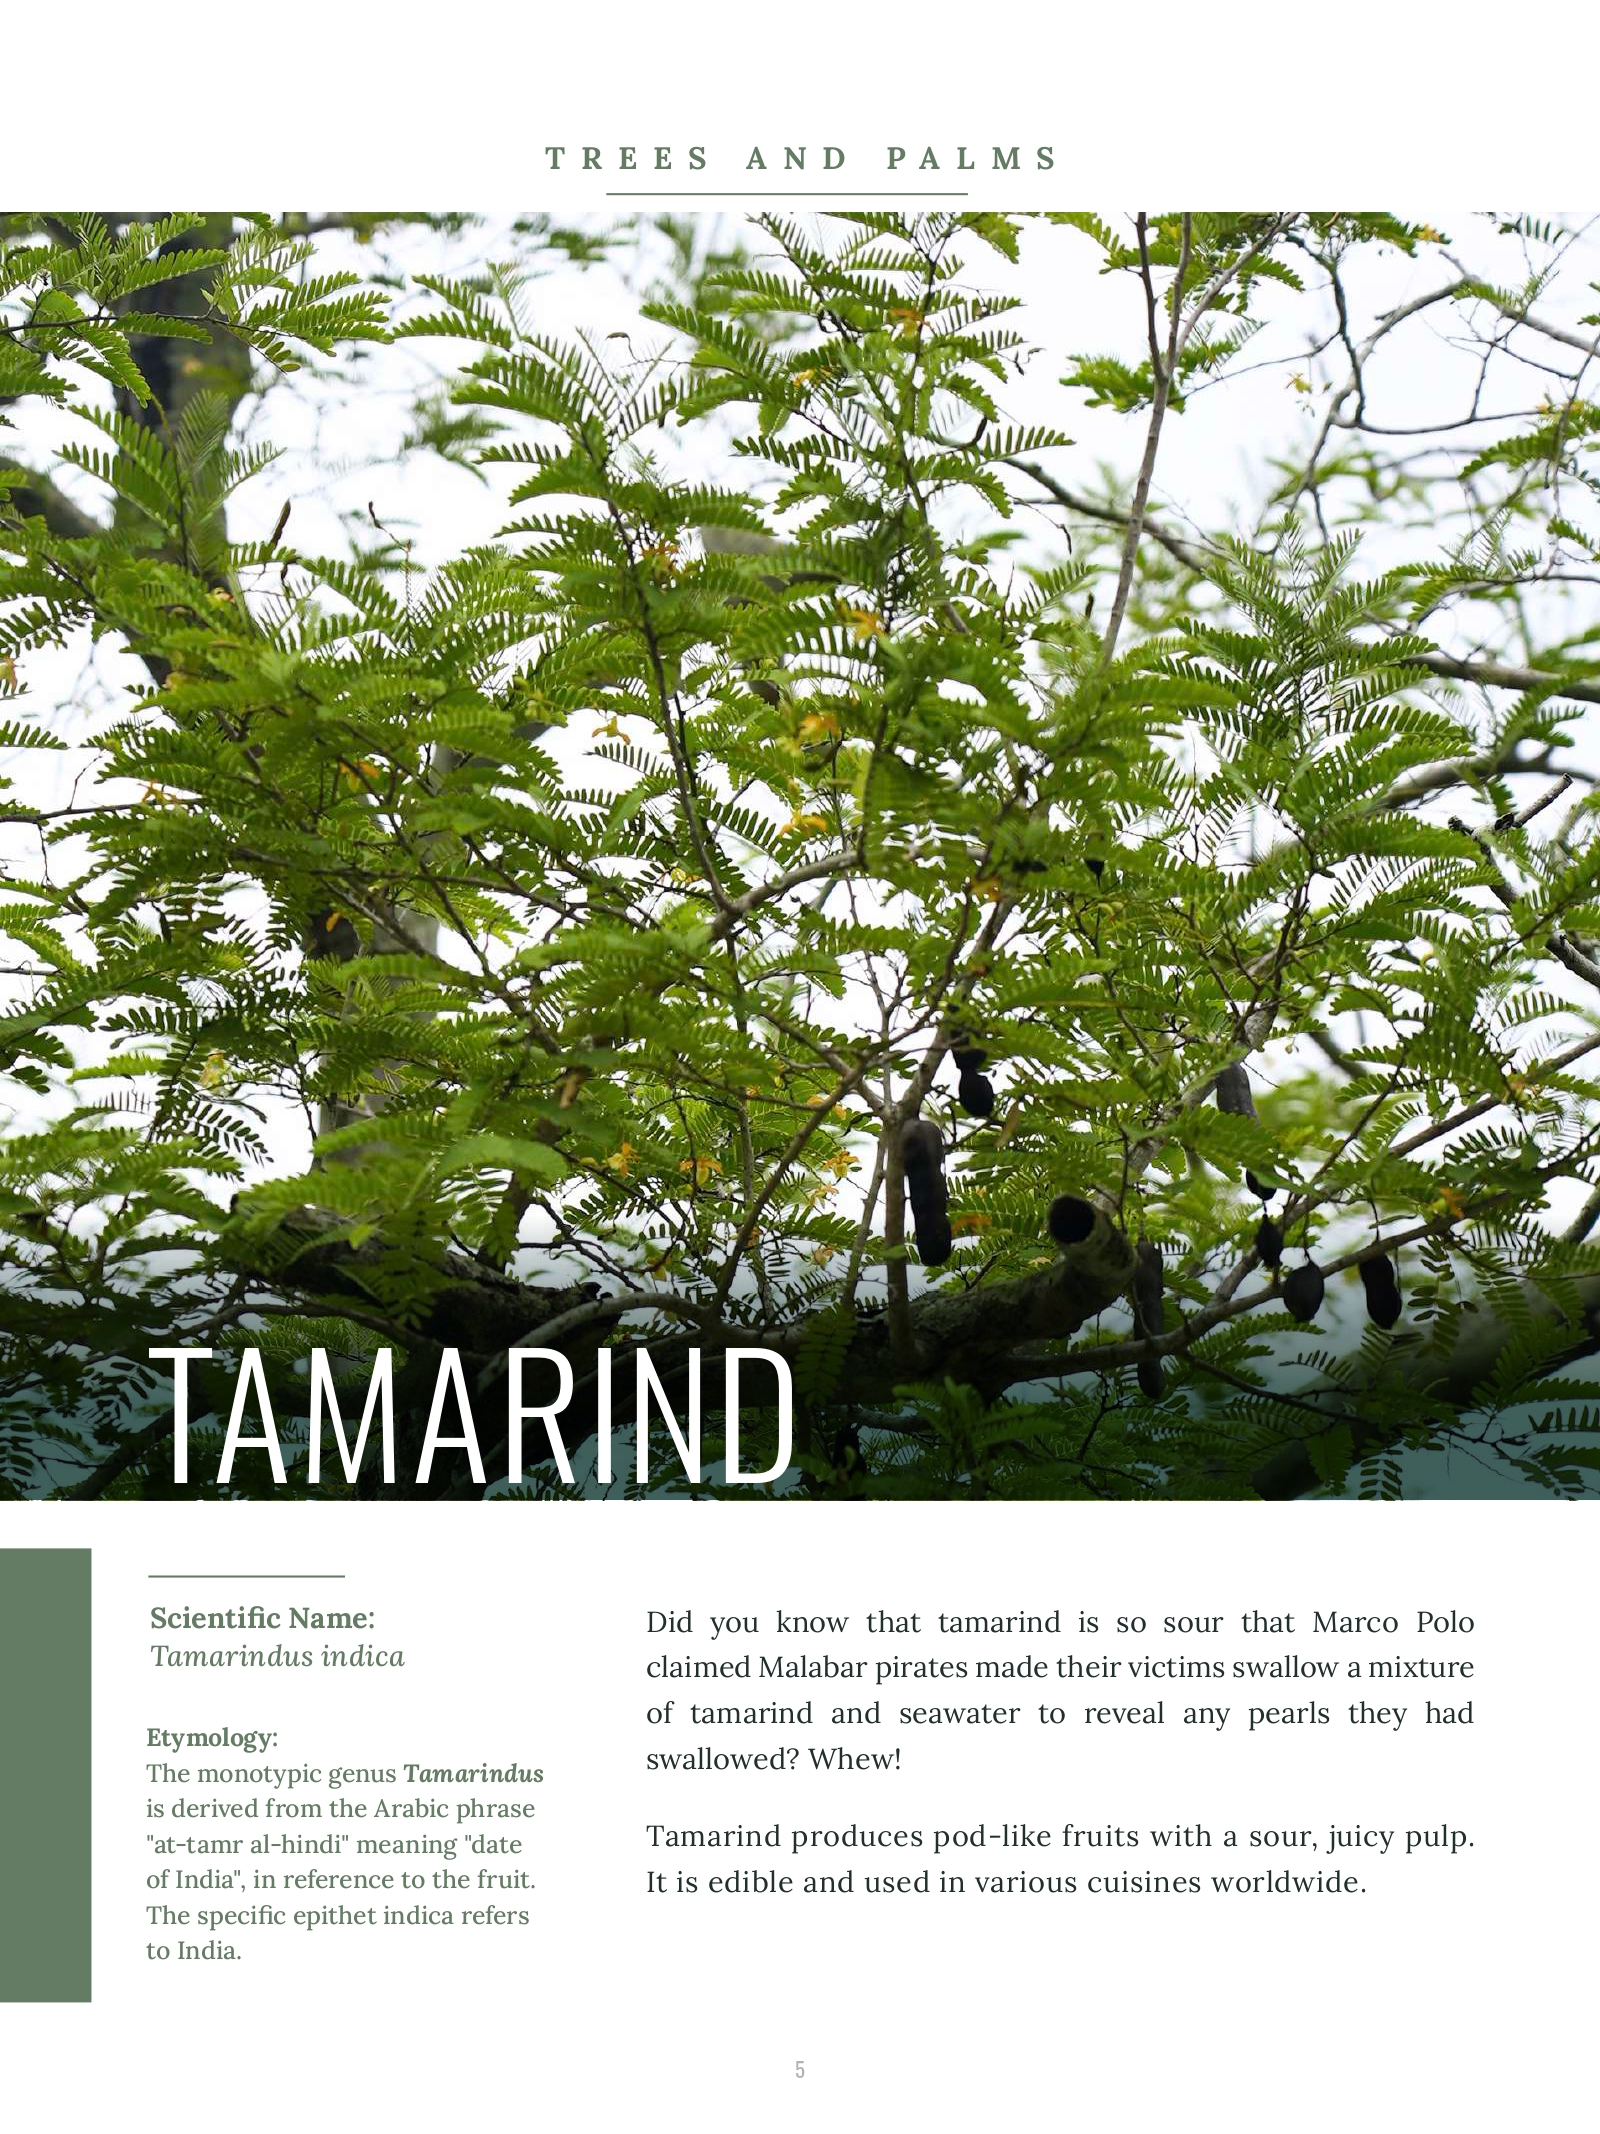 TREES AND PALMS
TAMARIND
Scientific Name:
Tamarindus indica
Etymology:
The monotypic genus Tamarindus
is derived from the Arabic phrase
"at-tamr al-hindi" meaning "date
of India", in reference to the fruit.
The specific epithet indica refers
to India.
Did you know that tamarind is so sour that Marco Polo
claimed Malabar pirates made their victims swallow a mixture
of tamarind and seawater to reveal any pearls they had
swallowed? Whew!
Tamarind produces pod-like fruits with a sour, juicy pulp.
It is edible and used in various cuisines worldwide.
5